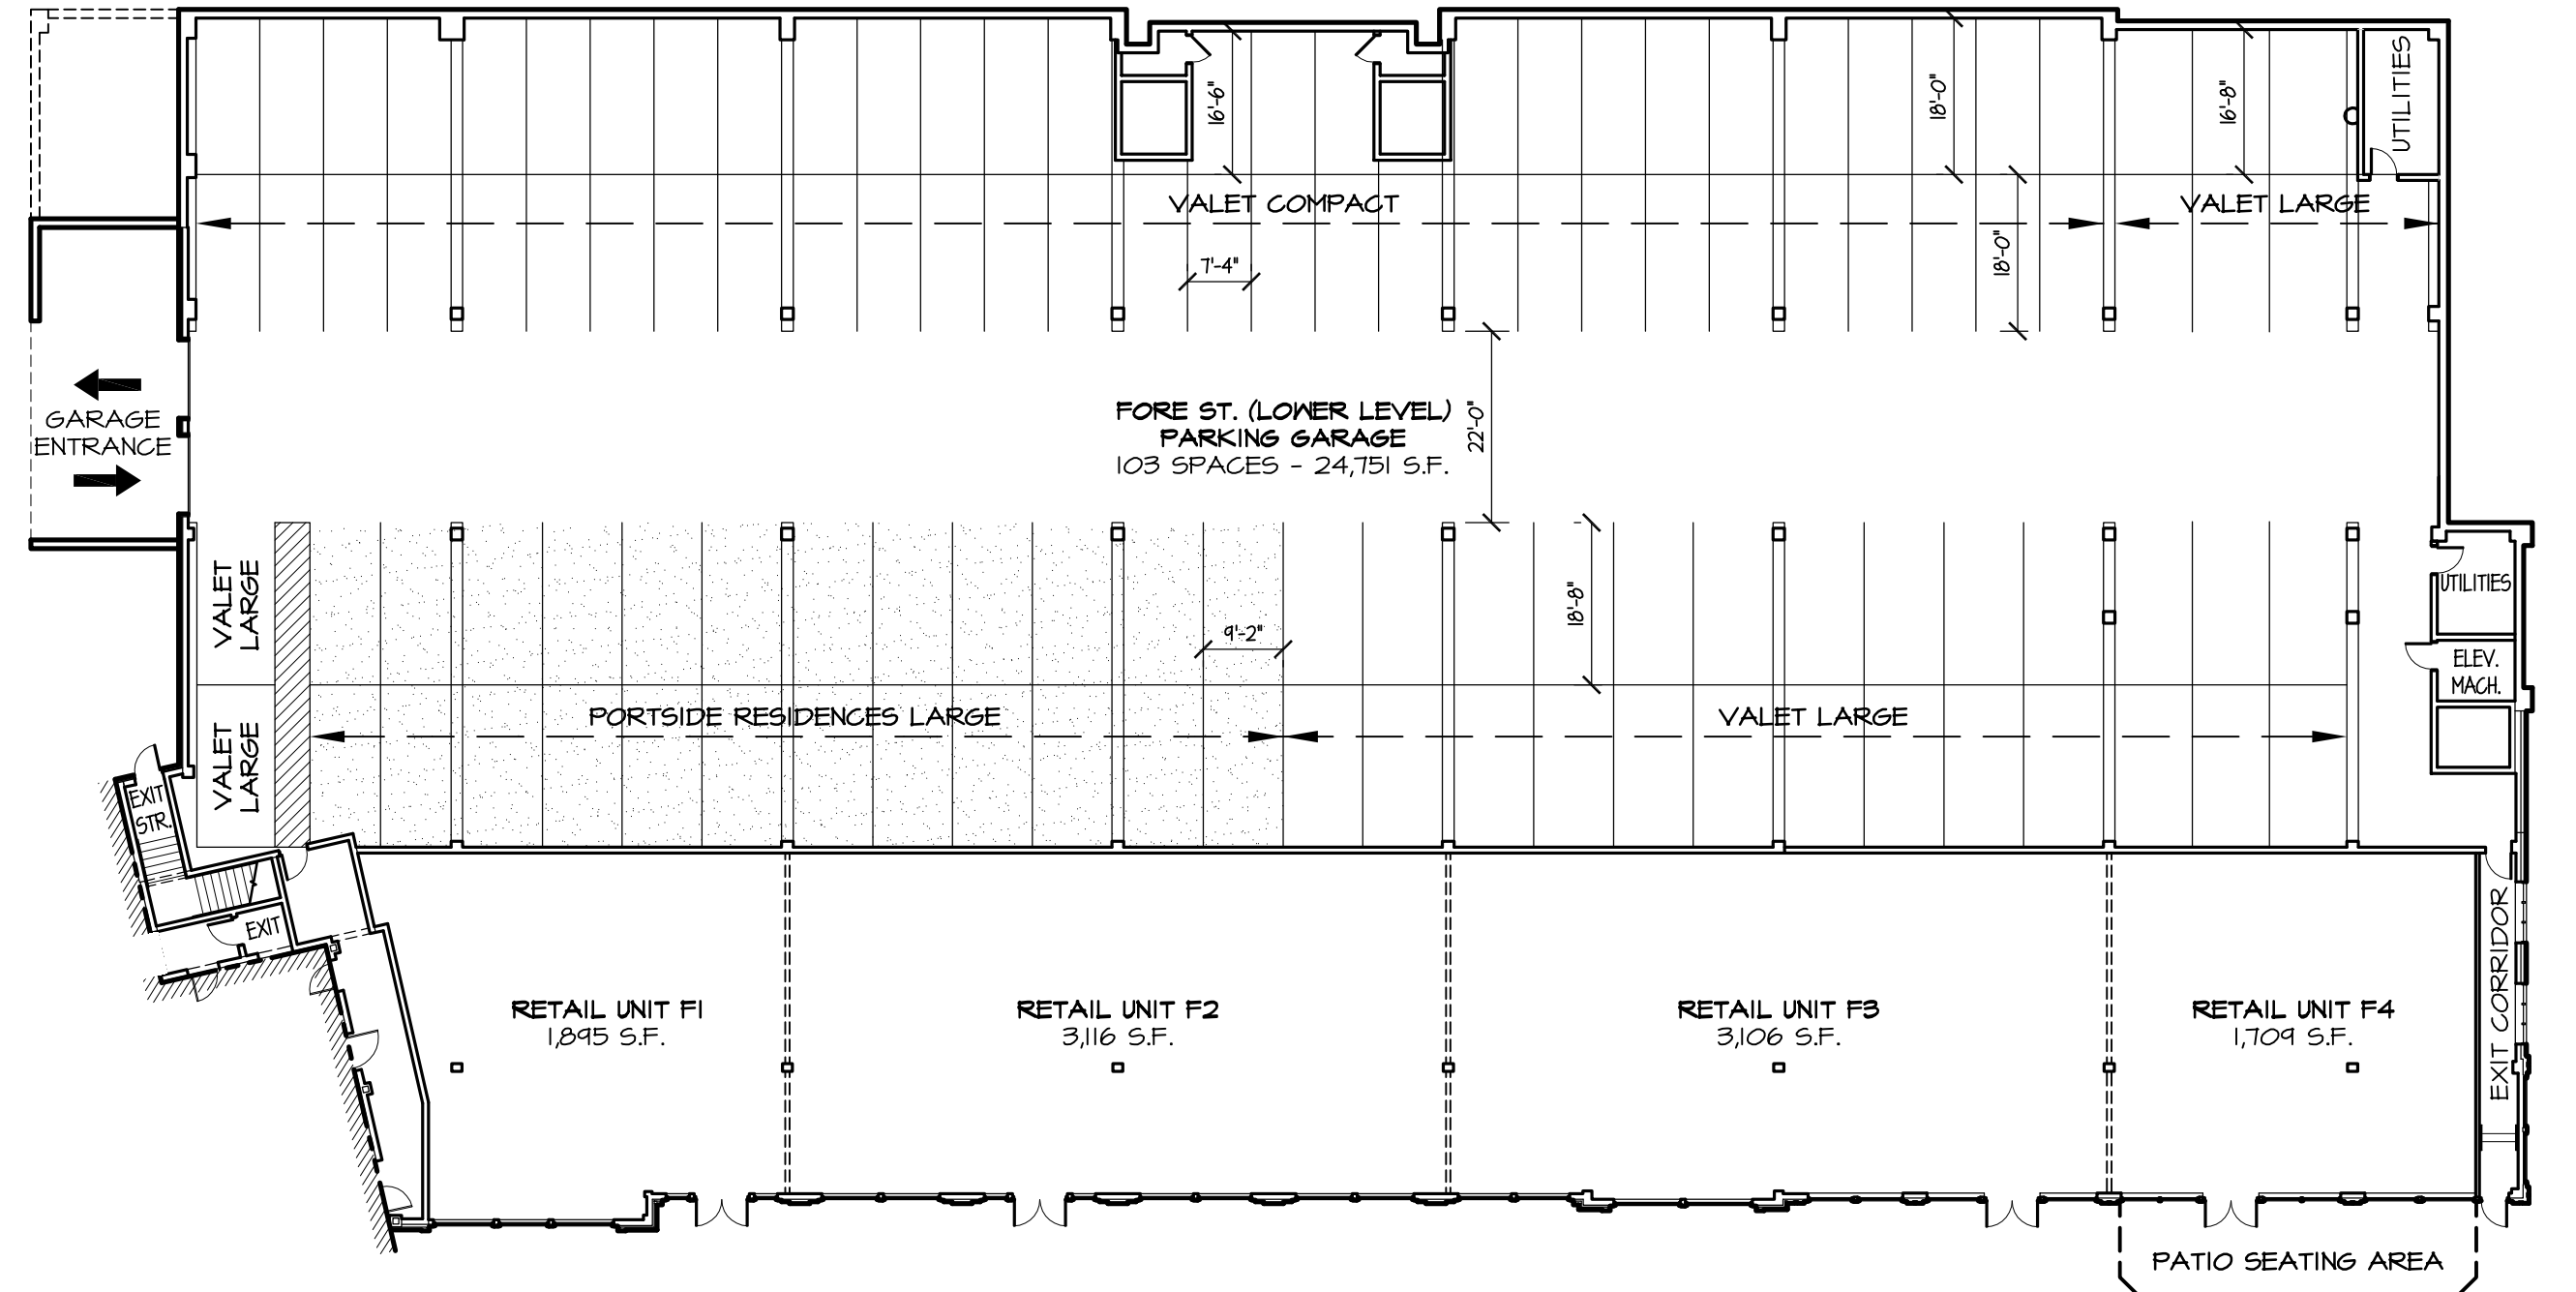 UTILITIES
16'-6"
18'-0"
16'-8"
VALET COMPACT
VALET LARGE
18'-0"
7'-4"
GARAGE
ENTRANCE
FORE ST. (LOWER LEVEL)
PARKING GARAGE
103 SPACES - 24,751 S.F.
22'-0"
VALET
LARGE
18'-8"
UTILITIES
9'-2"
ELEV.
MACH.
PORTSIDE RESIDENCES LARGE
VALET LARGE
VALET
LARGE
EXIT
STR.
EXIT
RETAIL UNIT F1
1,895 S.F.
RETAIL UNIT F2
3,116 S.F.
RETAIL UNIT F3
3,106 S.F.
RETAIL UNIT F4
1,709 S.F.
EXIT CORRIDOR
PATIO SEATING AREA